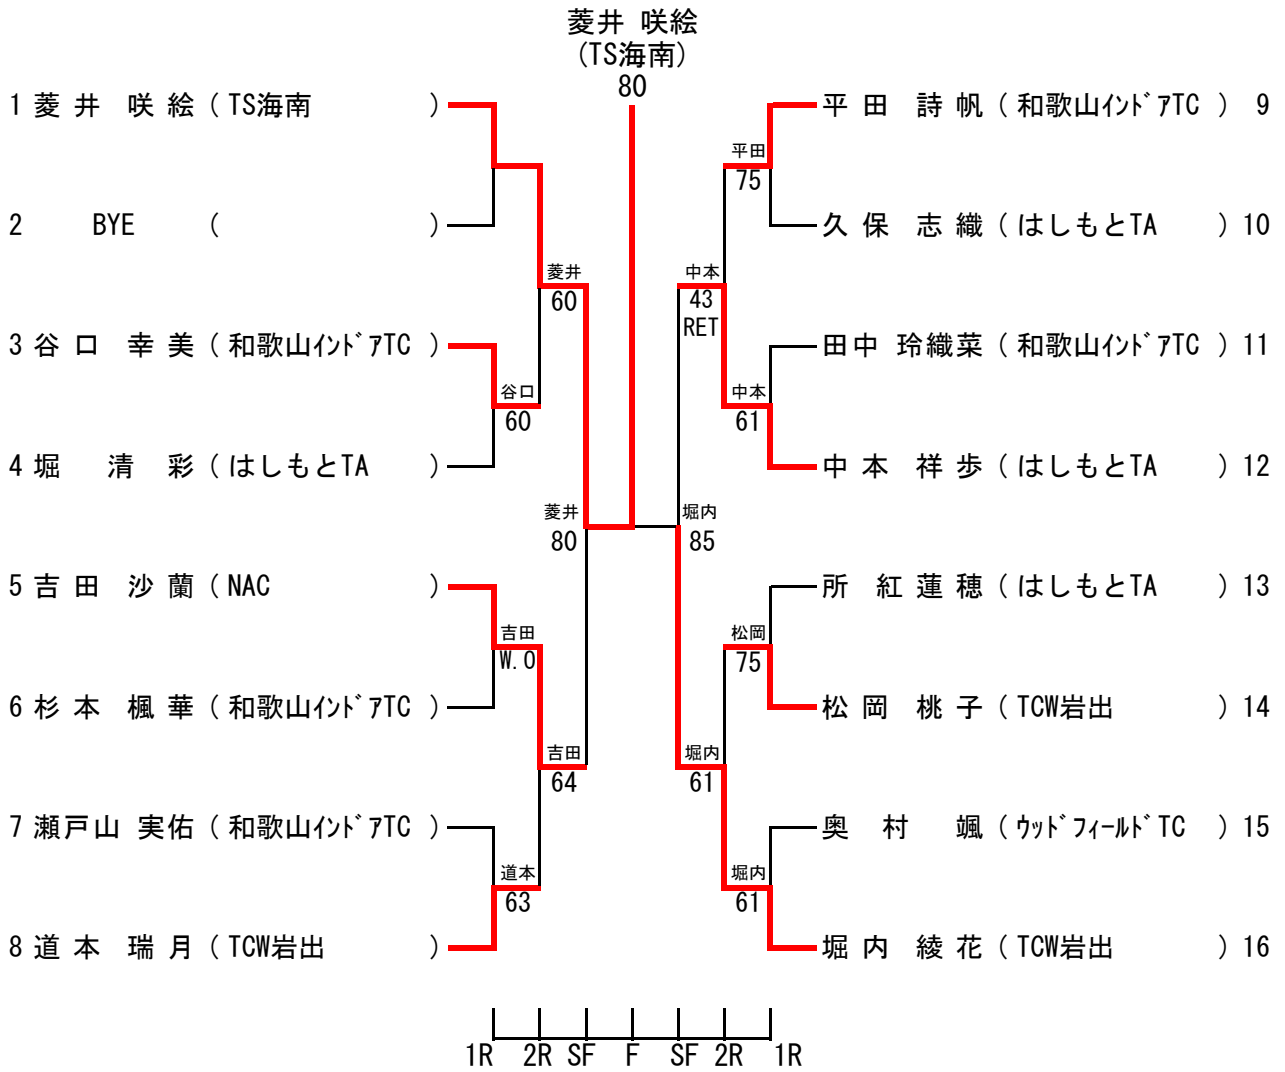 菱井 咲絵
(TS海南)
80
1 菱井 咲絵 ( TS海南 )
平田 詩帆 ( 和歌山ｲﾝﾄﾞｱTC ) 9
平田
75
2 BYE ( )
久保 志織 ( はしもとTA ) 10
菱井
60
中本
43
RET
3 谷口 幸美 ( 和歌山ｲﾝﾄﾞｱTC )
田中 玲織菜 ( 和歌山ｲﾝﾄﾞｱTC ) 11
谷口
60
中本
61
4 堀 清彩 ( はしもとTA )
中本 祥歩 ( はしもとTA ) 12
菱井
80
堀内
85
5 吉田 沙蘭 ( NAC )
所 紅蓮穂 ( はしもとTA ) 13
吉田
W.O
松岡
75
6 杉本 楓華 ( 和歌山ｲﾝﾄﾞｱTC )
松岡 桃子 ( TCW岩出 ) 14
吉田
64
堀内
61
7 瀬戸山 実佑 ( 和歌山ｲﾝﾄﾞｱTC )
奥村 颯 ( ｳｯﾄﾞﾌｨｰﾙﾄﾞTC ) 15
道本
63
堀内
61
8 道本 瑞月 ( TCW岩出 )
堀内 綾花 ( TCW岩出 ) 16
1R 2R SF F SF 2R 1R